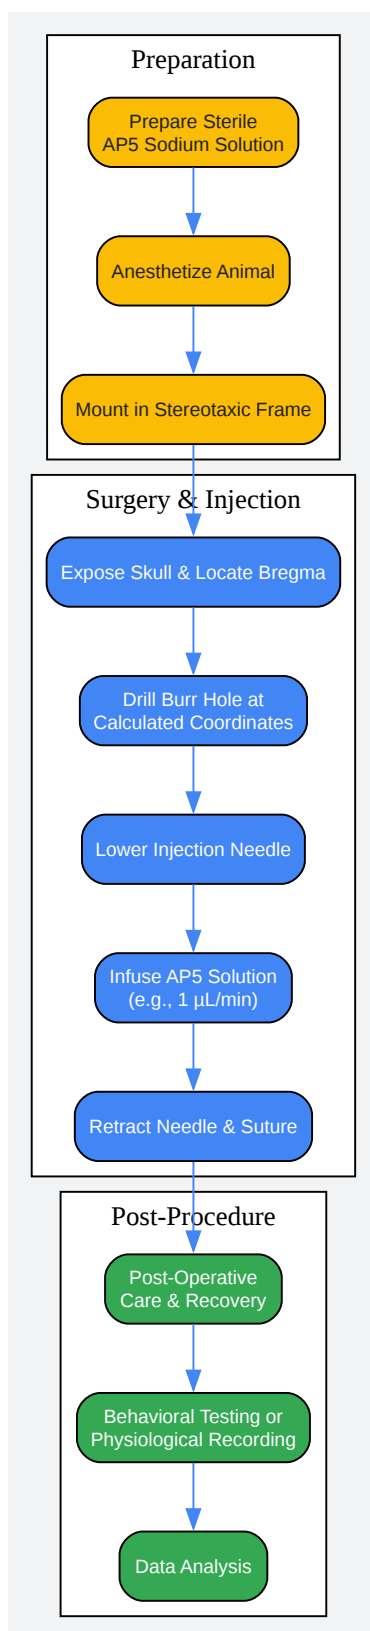 Preparation
Prepare Sterile
AP5 Sodium Solution
Anesthetize Animal
Mount in Stereotaxic Frame
Surgery & Injection
Expose Skull & Locate Bregma
Drill Burr Hole at
Calculated Coordinates
Lower Injection Needle
Infuse AP5 Solution
(e.g., 1 µL/min)
Retract Needle & Suture
Post-Procedure
Post-Operative
Care & Recovery
Behavioral Testing or
Physiological Recording
Data Analysis